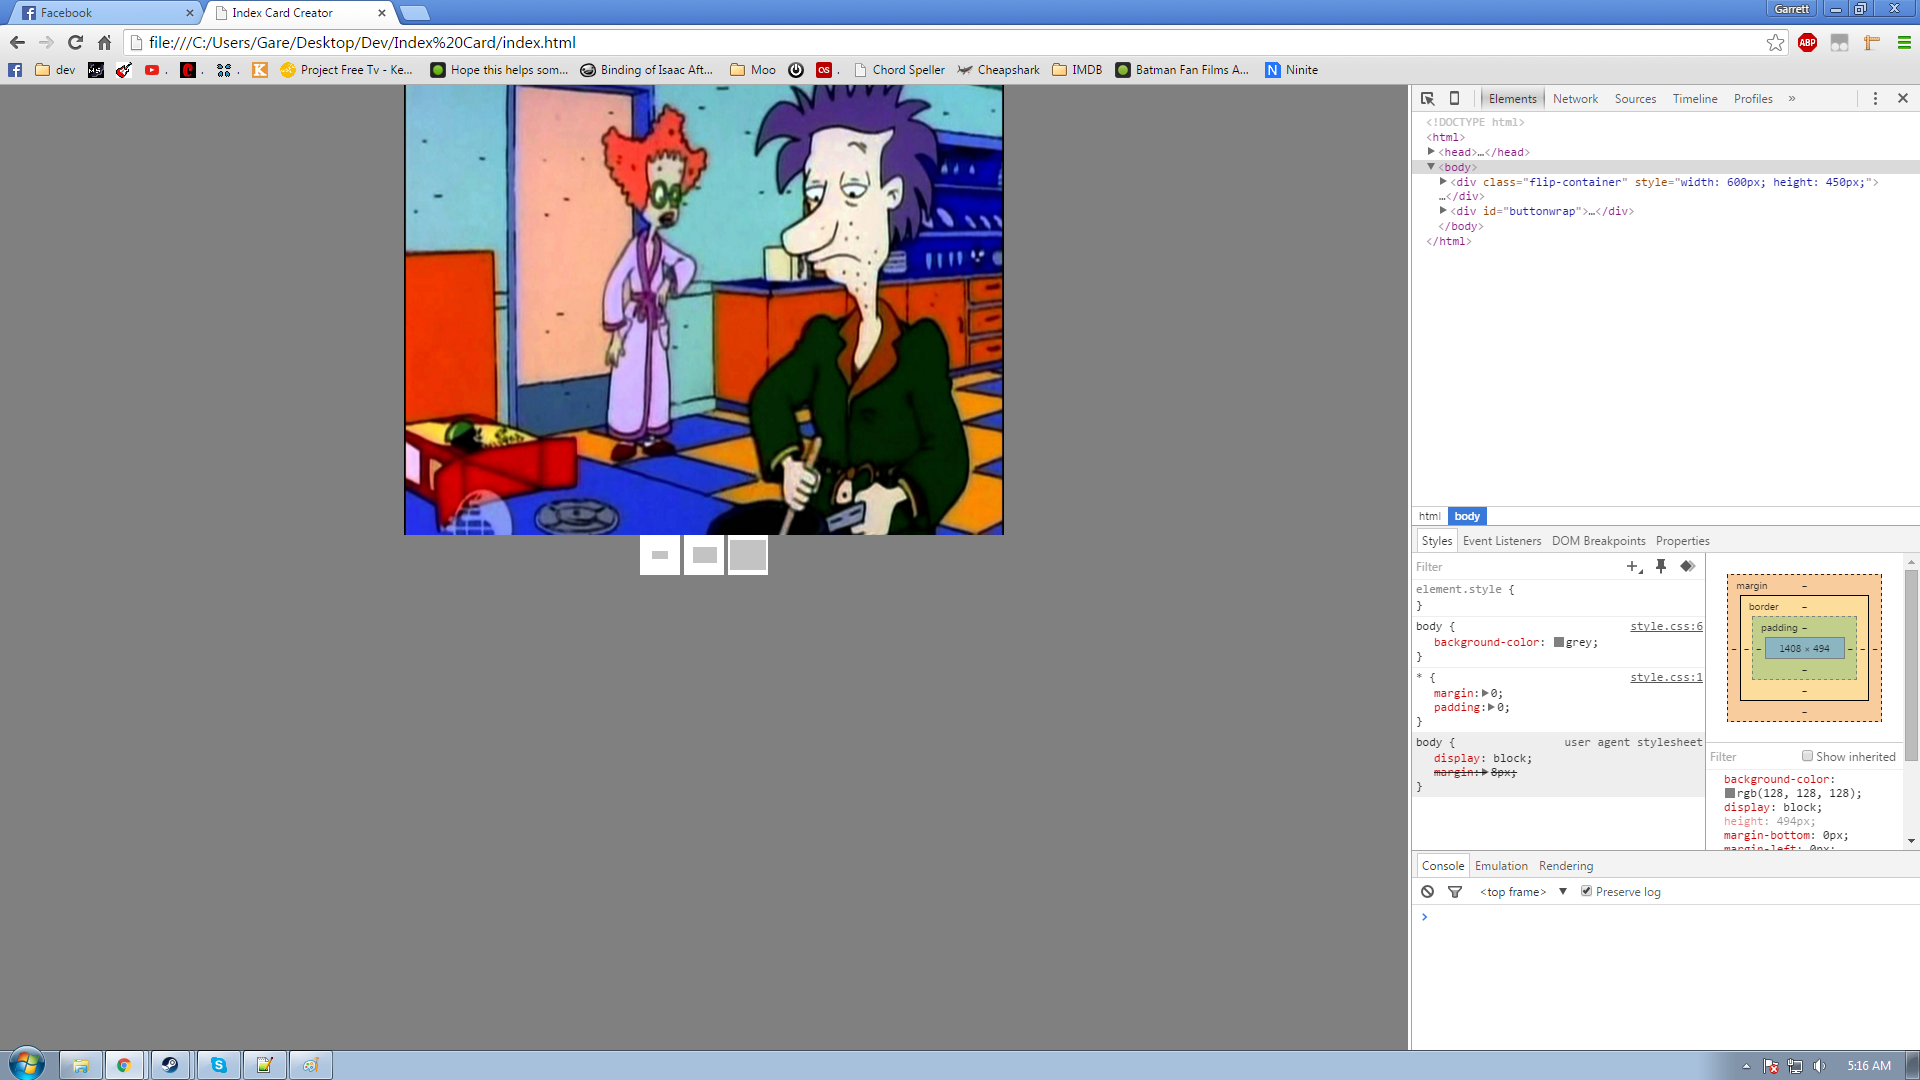 Facebook
Index Card Creator
Garrett
file:///C:/Users/Gare/Desktop/Dev/Index%20Card/index.html
ABP
dev
Project Free Tv - Ke...
Hope this helps som...
Binding of Isaac Aft...
Moo
Chord Speller
Cheapshark
IMDB
Batman Fan Films A...
Ninite
Elements Network Sources Timeline Profiles »
<!DOCTYPE html>
<html>
<head>…</head>
<body>
<div class="flip-container" style="width: 600px; height: 450px;">
…</div>
<div id="buttonwrap">…</div>
</body>
</html>
html body
Styles Event Listeners DOM Breakpoints Properties
Filter
element.style {
}
body { style.css:6
background-color: grey;
}
* { style.css:1
margin: 0;
padding: 0;
}
body { user agent stylesheet
display: block;
margin: 8px;
}
margin –
border –
padding –
– – – 1408 × 494 – – –
–
–
–
Filter Show inherited
background-color:
rgb(128, 128, 128);
display: block;
height: 494px;
margin-bottom: 0px;
margin-left: 0px;
Console Emulation Rendering
<top frame> ▼ Preserve log
>
5:16 AM